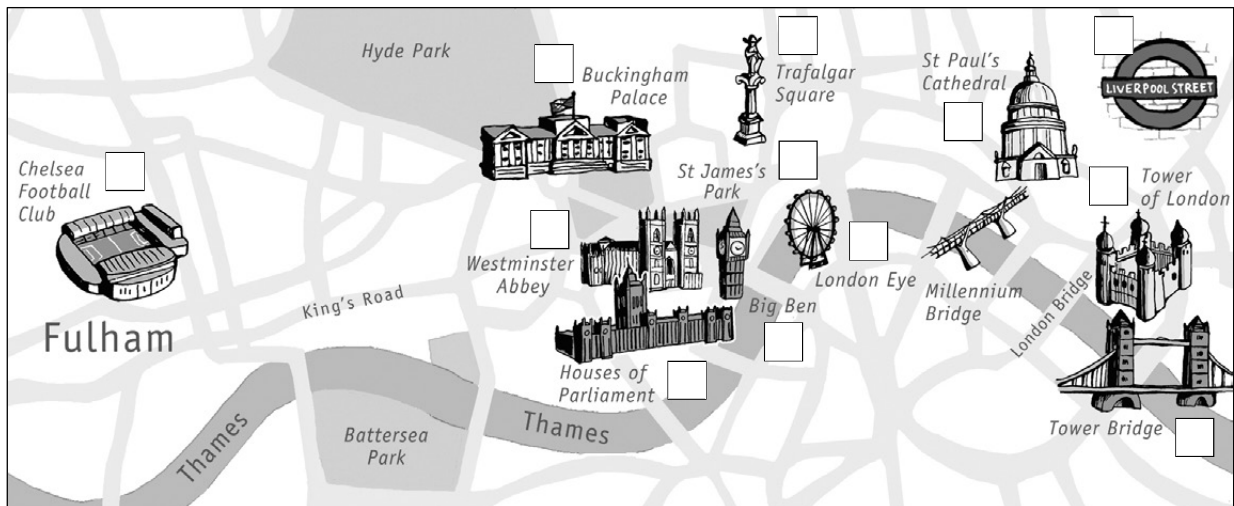 Hyde Park
Buckingham
Palace
Trafalgar
Square
St Paul's
Cathedral
LIVERPOOL STREET
Chelsea
Football
Club
St James's
Park
Tower
of London
Westminster
Abbey
London Eye
King's Road
Big Ben
Millennium
Bridge
London Bridge
Fulham
Houses of
Parliament
Thames
Thames
Battersea
Park
Tower Bridge